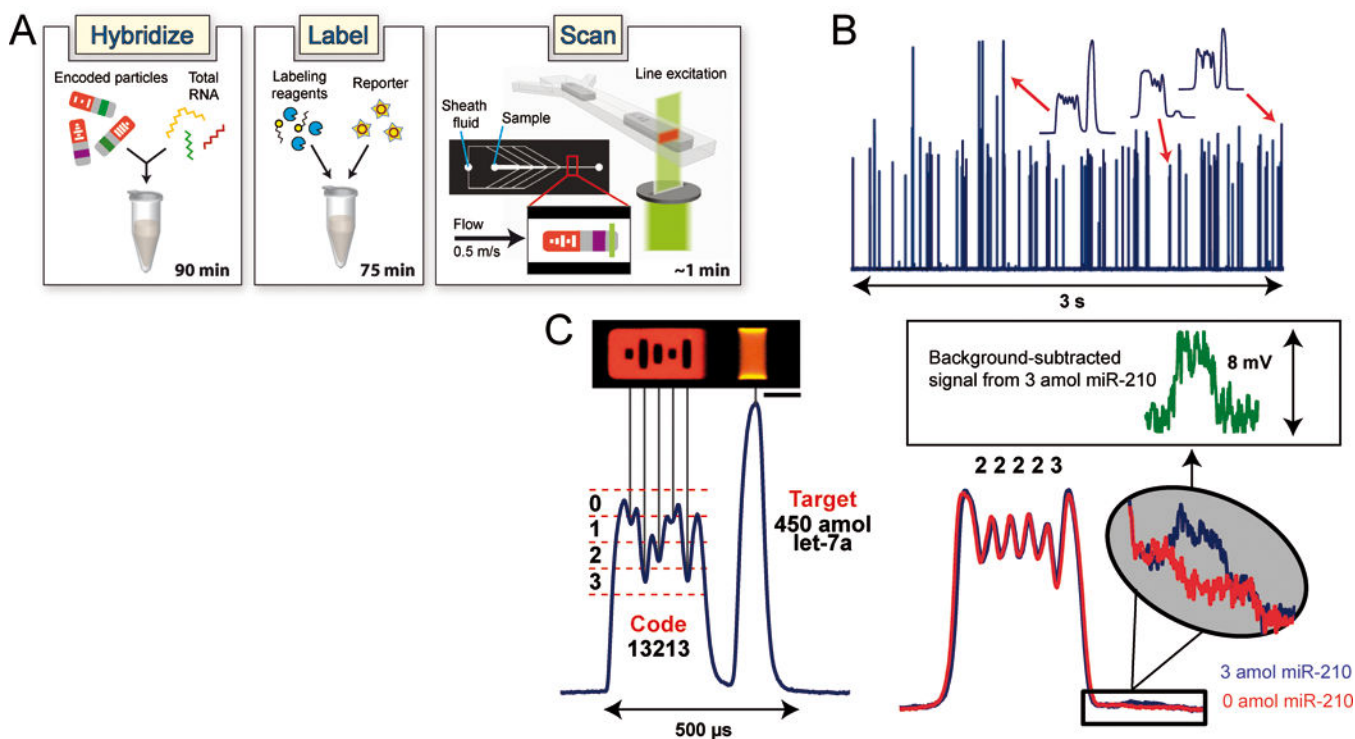 A
Hybridize
Encoded particles
Total
RNA
90 min
Label
Labeling
reagents
Reporter
75 min
Scan
Line excitation
Sheath
fluid
Sample
Flow
0.5 m/s
~1 min
B
3 s
C
0
1
2
3
Code
13213
Target
450 amol
let-7a
500 µs
Background-subtracted
signal from 3 amol miR-210
8 mV
2 2 2 2 3
3 amol miR-210
0 amol miR-210